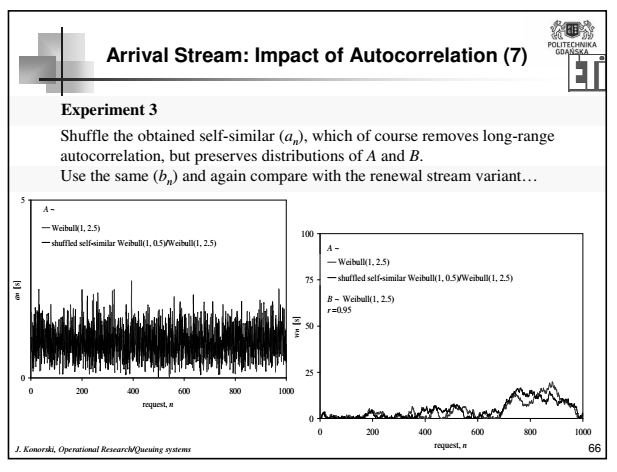 Arrival Stream: Impact of Autocorrelation (7)
POLITECHNIKA
GDAŃSKA
ETI
Experiment 3
Shuffle the obtained self-similar (aₙ), which of course removes long-range
autocorrelation, but preserves distributions of A and B.
Use the same (bₙ) and again compare with the renewal stream variant…
5
A ~
Weibull(1, 2.5)
shuffled self-similar Weibull(1, 0.5)/Weibull(1, 2.5)
an [s]
0
0 200 400 600 800 1000
request, n
100
A ~
Weibull(1, 2.5)
shuffled self-similar Weibull(1, 0.5)/Weibull(1, 2.5)
75
B ~ Weibull(1, 2.5)
r=0.95
wn [s]
50
25
0
0 200 400 600 800 1000
request, n
J. Konorski, Operational Research/Queuing systems
66